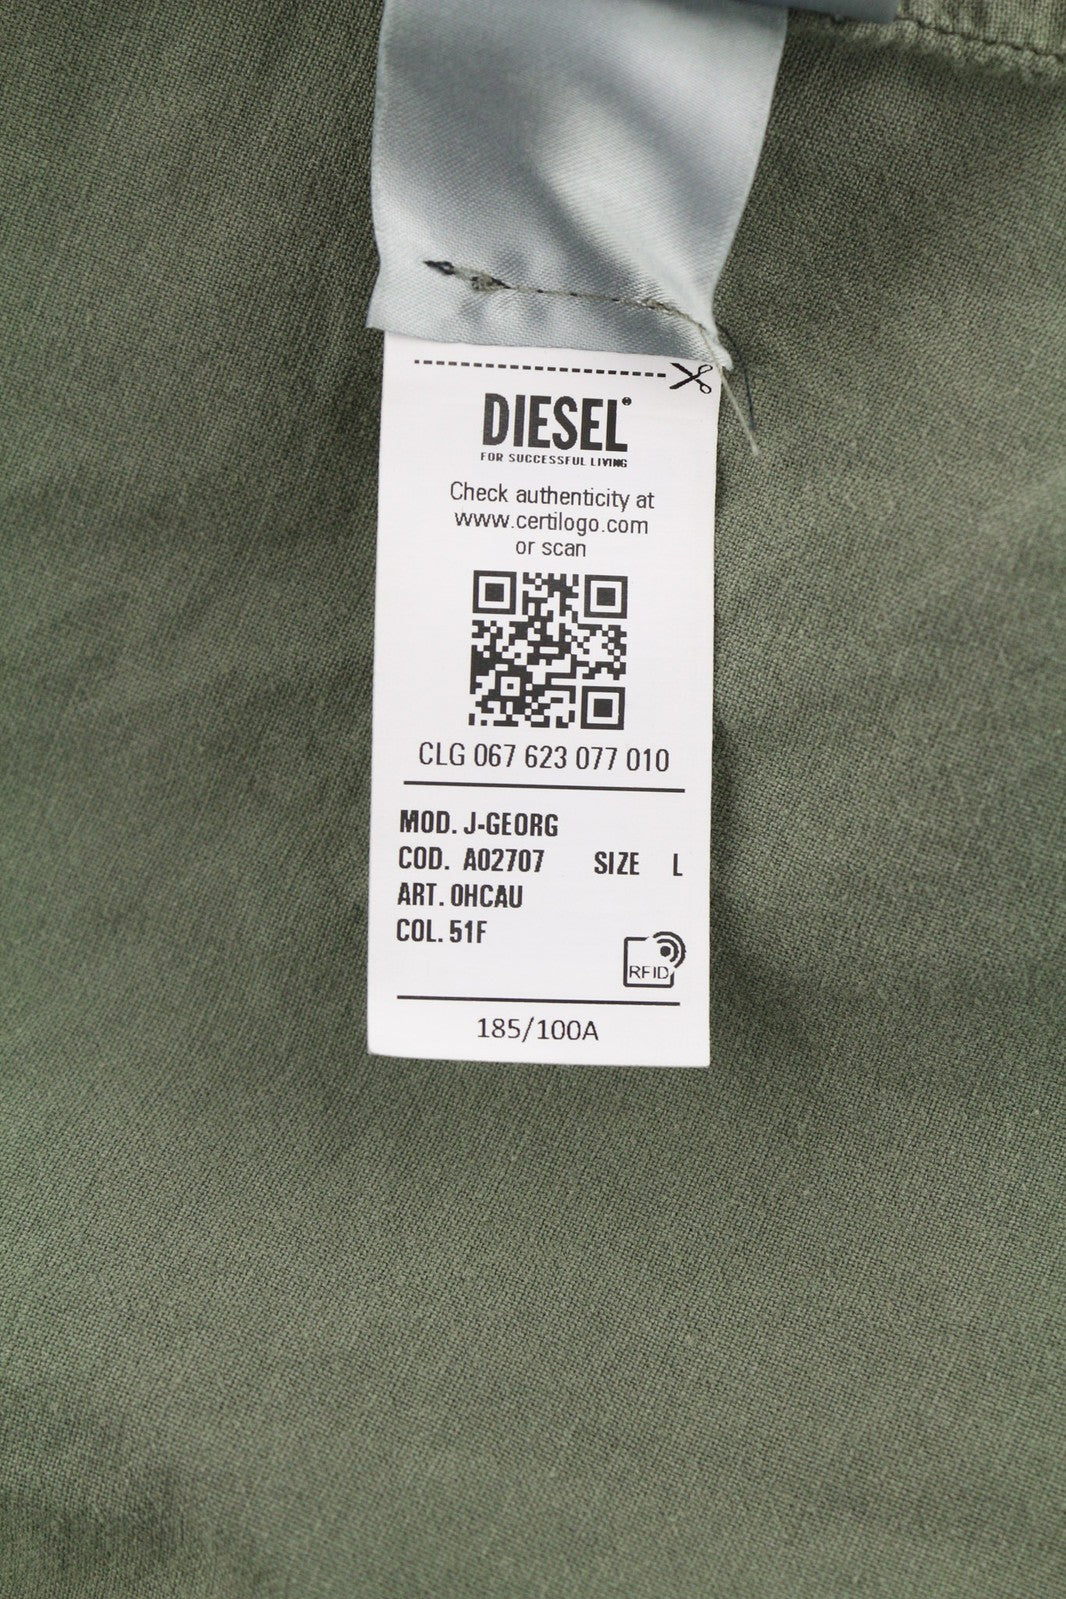 DIESEL®
FOR SUCCESSFUL LIVING
Check authenticity at
www.certilogo.com
or scan
CLG 067 623 077 010
MOD. J-GEORG
COD. A02707 SIZE L
ART. 0HCAU
COL. 51F
RFID
185/100A